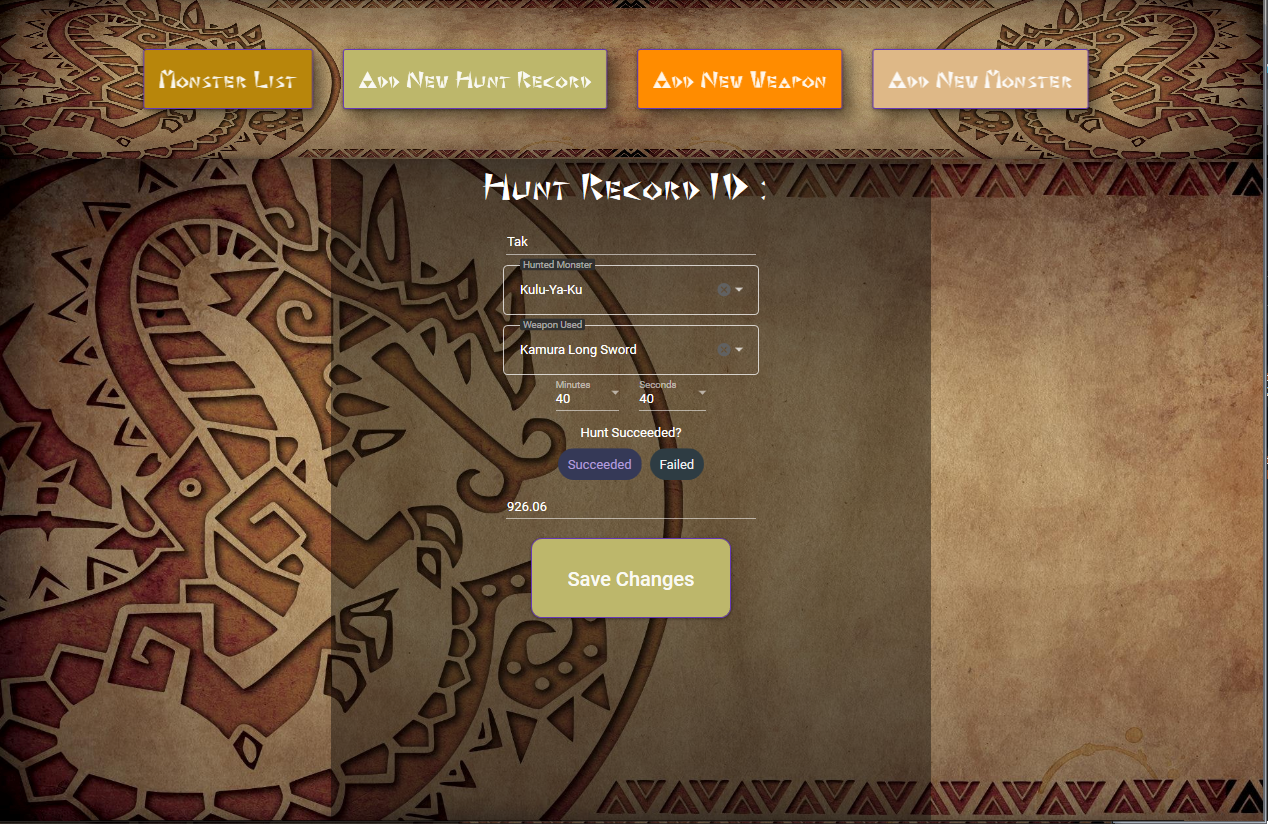 Monster List Add New Hunt Record Add New Weapon Add New Monster
Hunt Record ID :
Tak
Hunted Monster
Kulu-Ya-Ku
Weapon Used
Kamura Long Sword
Minutes Seconds
40 40
Hunt Succeeded?
Succeeded Failed
926.06
Save Changes